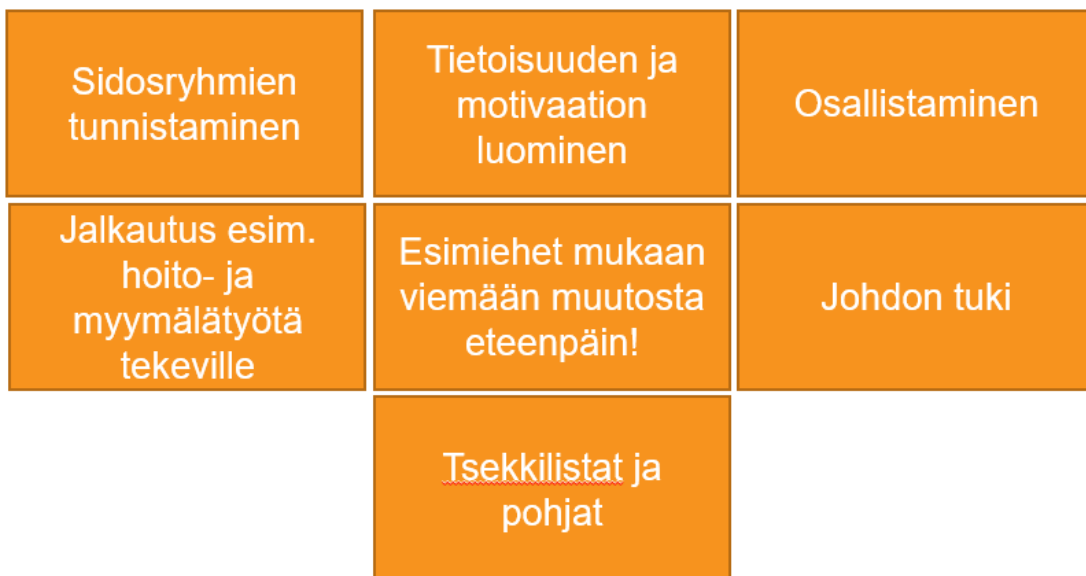 Sidosryhmien
tunnistaminen
Tietoisuuden ja
motivaation
luominen
Osallistaminen
Jalkautus esim.
hoito- ja
myymälätyötä
tekeville
Esimiehet mukaan
viemään muutosta
eteenpäin!
Johdon tuki
Tsekkilistat ja
pohjat